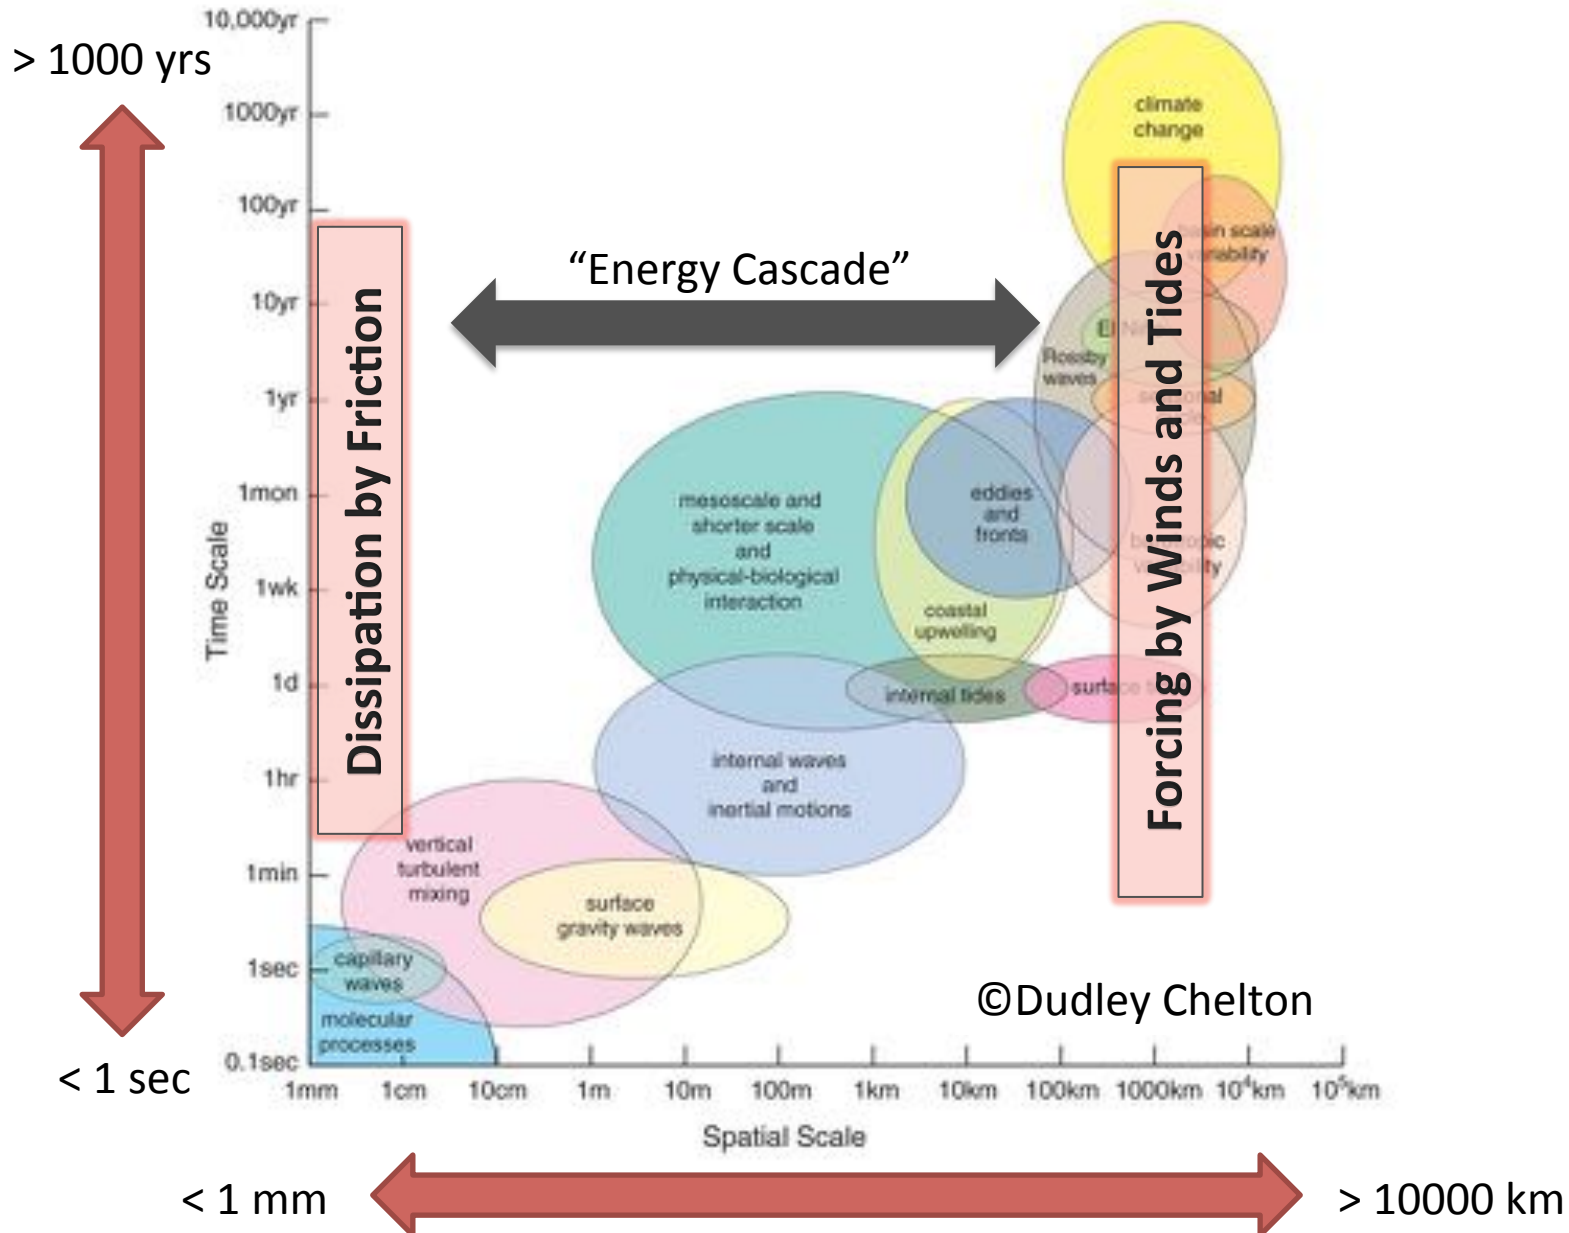 10,000yr
> 1000 yrs
1000yr
100yr
10yr
1yr
1mon
1wk
1d
1hr
1min
1sec
0.1sec
Time Scale
< 1 sec
Dissipation by Friction
“Energy Cascade”
Forcing by Winds and Tides
climate
change
basin scale
variability
El
Rossby
waves
mesoscale and
shorter scale
and
physical-biological
interaction
eddies
and
fronts
coastal
upwelling
internal tides
internal waves
and
inertial motions
vertical
turbulent
mixing
surface
gravity waves
capillary
waves
molecular
processes
©Dudley Chelton
1mm
1cm
10cm
1m
10m
100m
1km
10km
100km
1000km
10⁴km
10⁵km
Spatial Scale
< 1 mm
> 10000 km